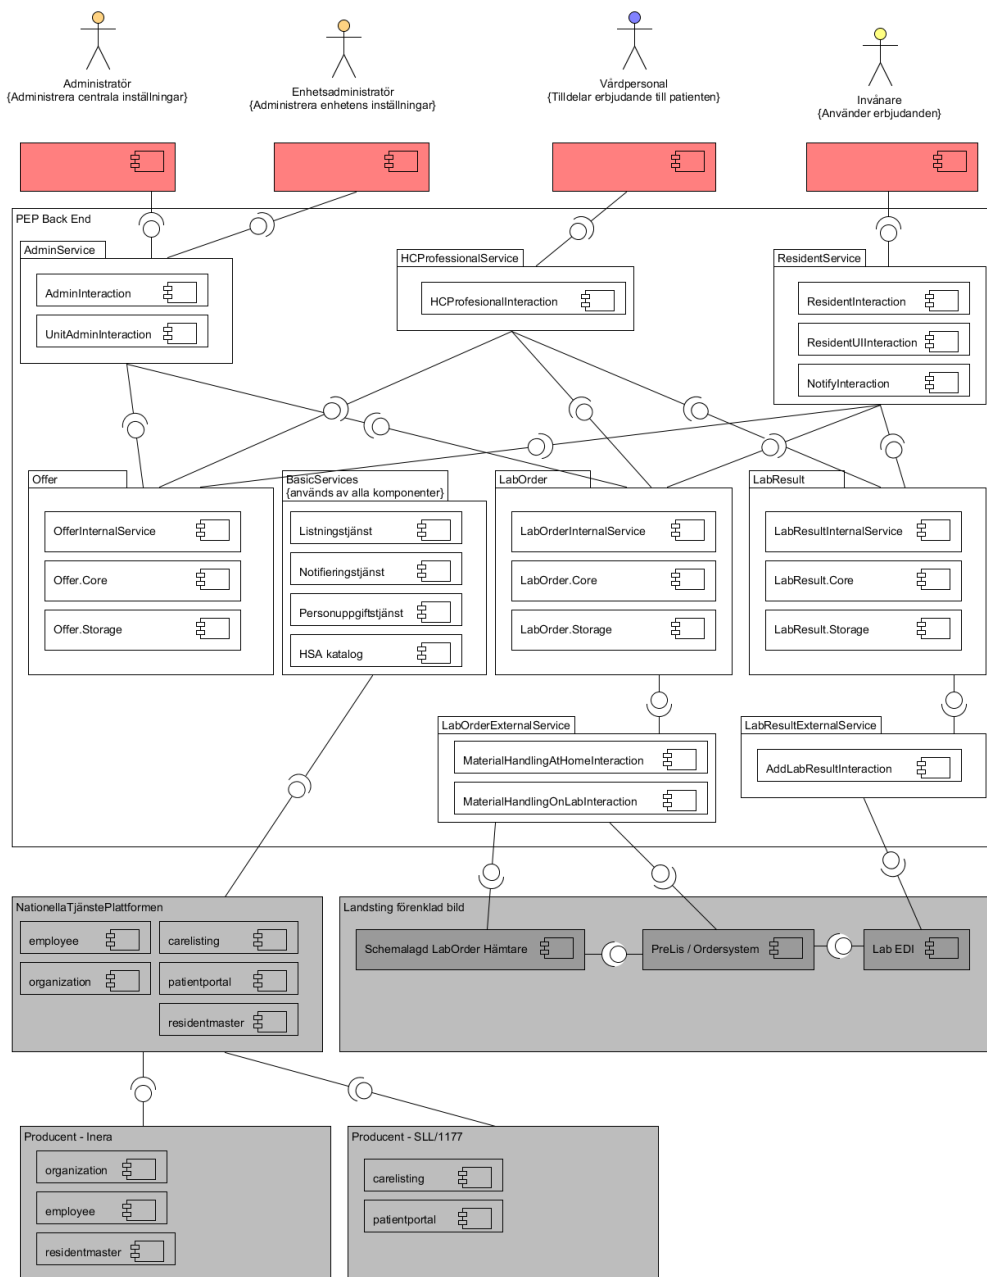 Administratör
{Administrera centrala inställningar}
Enhetsadministratör
{Administrera enhetens inställningar}
Vårdpersonal
{Tilldelar erbjudande till patienten}
Invånare
{Använder erbjudanden}
PEP Back End
AdminService
AdminInteraction
UnitAdminInteraction
HCProfessionalService
HCProfesionalInteraction
ResidentService
ResidentInteraction
ResidentUIInteraction
NotifyInteraction
Offer
OfferInternalService
Offer.Core
Offer.Storage
BasicServices
{används av alla komponenter}
Listningstjänst
Notifieringstjänst
Personuppgiftstjänst
HSA katalog
LabOrder
LabOrderInternalService
LabOrder.Core
LabOrder.Storage
LabResult
LabResultInternalService
LabResult.Core
LabResult.Storage
LabOrderExternalService
MaterialHandlingAtHomeInteraction
MaterialHandlingOnLabInteraction
LabResultExternalService
AddLabResultInteraction
NationellaTjänstePlattformen
employee
carelisting
organization
patientportal
residentmaster
Landsting förenklad bild
Schemalagd LabOrder Hämtare
PreLis / Ordersystem
Lab EDI
Producent - Inera
organization
employee
residentmaster
Producent - SLL/1177
carelisting
patientportal